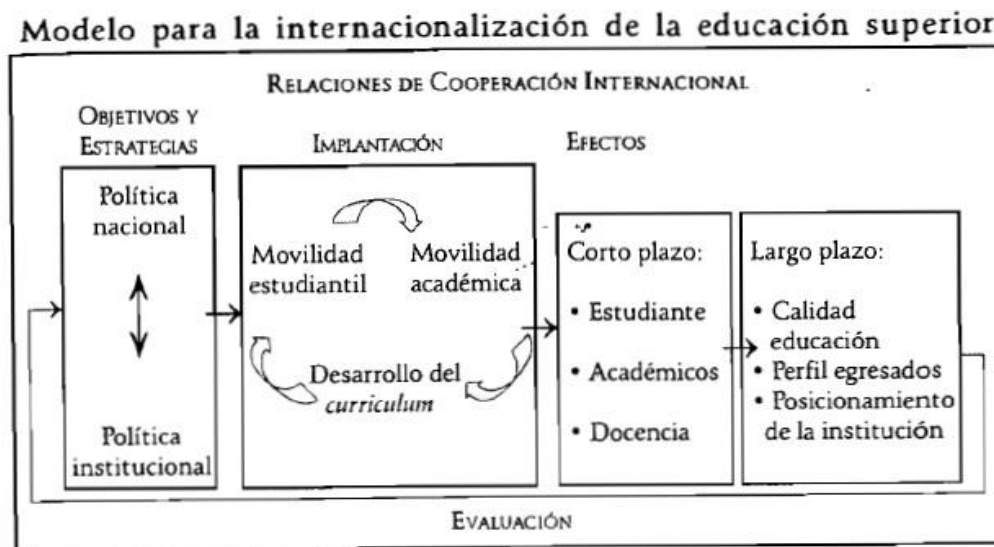 Modelo para la internacionalización de la educación superior
RELACIONES DE COOPERACIÓN INTERNACIONAL
OBJETIVOS Y
ESTRATEGIAS
IMPLANTACIÓN
EFECTOS
Política
nacional
Política
institucional
Movilidad
estudiantil
Movilidad
académica
Desarrollo del
curriculum
Corto plazo:
• Estudiante
• Académicos
• Docencia
Largo plazo:
• Calidad
educación
• Perfil egresados
• Posicionamiento
de la institución
EVALUACIÓN